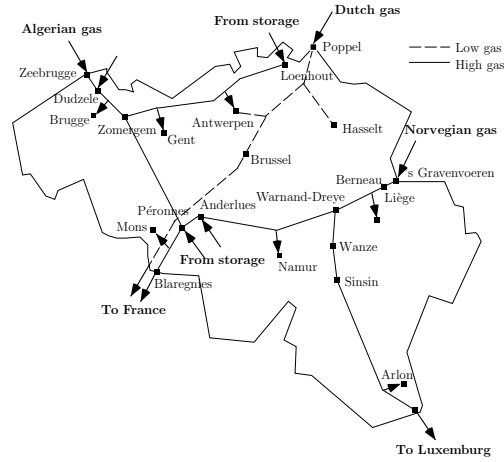 Dutch gas
From storage
Algerian gas
Poppel
Low gas
High gas
Zeebrugge
Loenhout
Dudzele
Brugge
Zomergem
Antwerpen
Gent
Hasselt
Norwegian gas
Brussel
s Gravenvoeren
Berneau
Liège
Warnand-Dreye
Péronnes
Anderlues
Mons
Wanze
From storage
Namur
Sinsin
Blaregnies
To France
Arlon
To Luxemburg